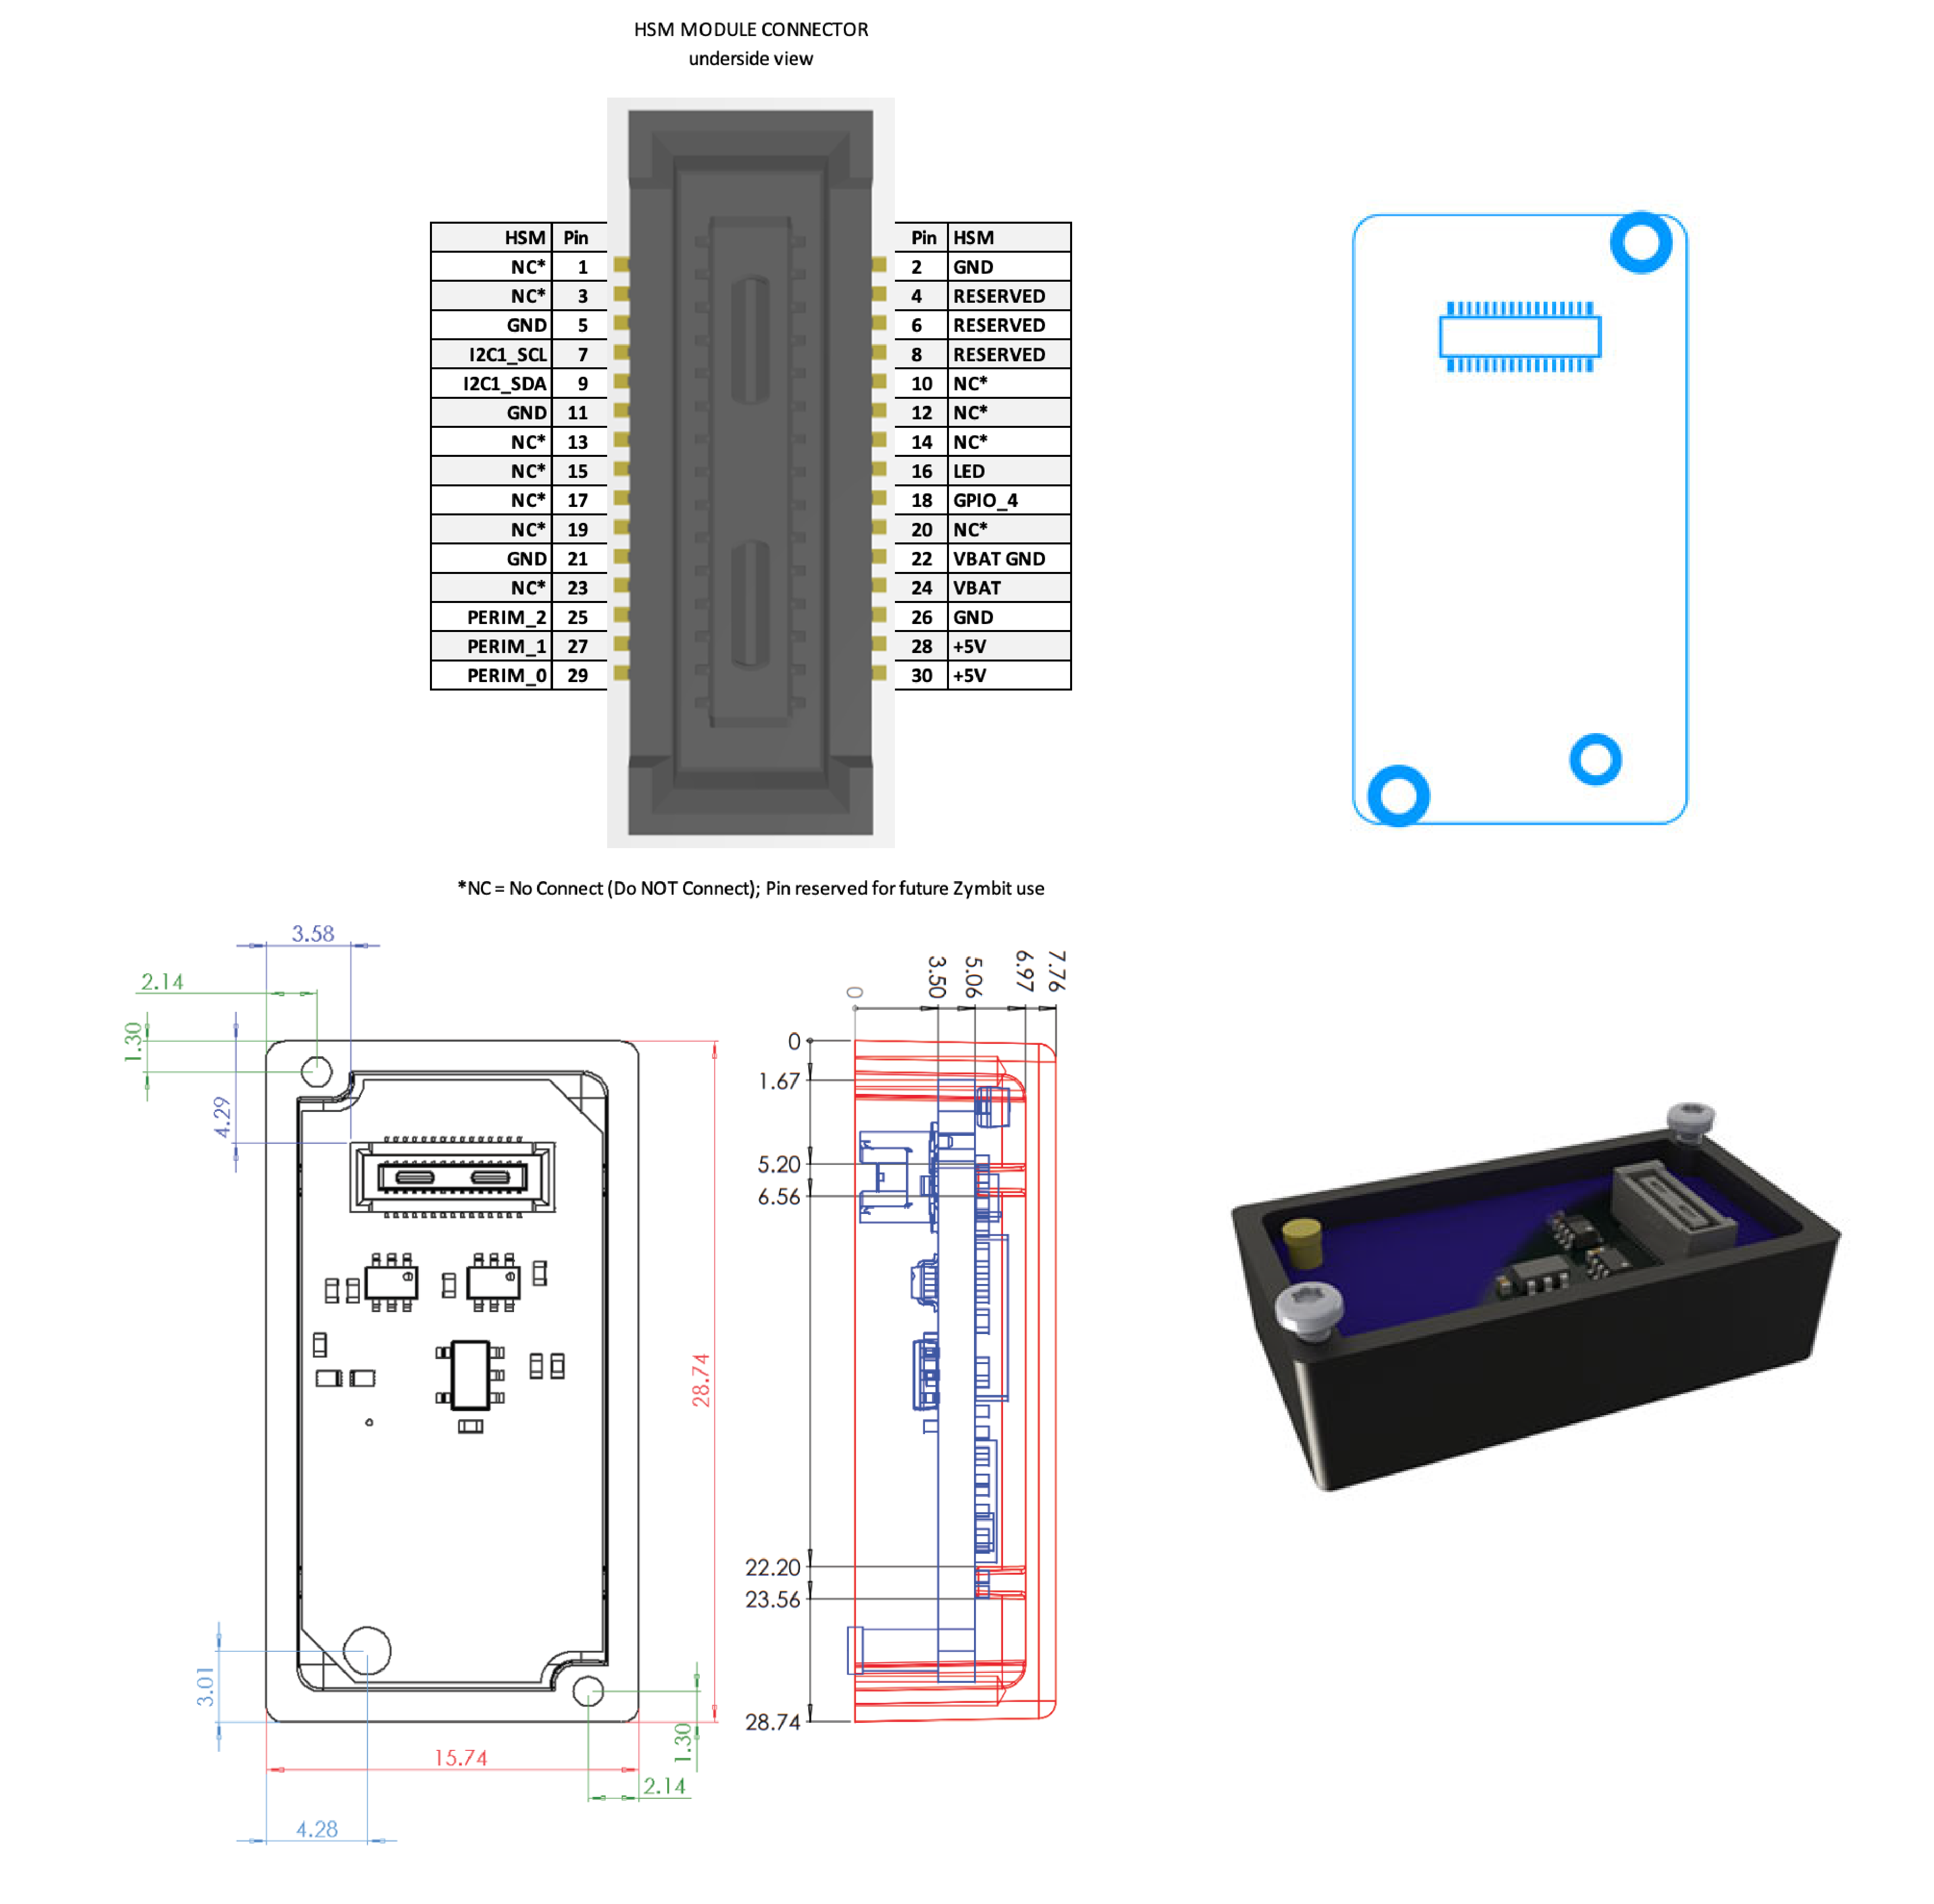 HSM MODULE CONNECTOR
underside view
HSM Pin Pin HSM
NC* 1 2 GND
NC* 3 4 RESERVED
GND 5 6 RESERVED
I2C1_SCL 7 8 RESERVED
I2C1_SDA 9 10 NC*
GND 11 12 NC*
NC* 13 14 NC*
NC* 15 16 LED
NC* 17 18 GPIO_4
NC* 19 20 NC*
GND 21 22 VBAT GND
NC* 23 24 VBAT
PERIM_2 25 26 GND
PERIM_1 27 28 +5V
PERIM_0 29 30 +5V
*NC = No Connect (Do NOT Connect); Pin reserved for future Zymbit use
3.58
2.14
1.30
4.29
28.74
3.01
15.74
1.30
2.14
4.28
0
3.50
5.06
6.97
7.76
0
1.67
5.20
6.56
22.20
23.56
28.74